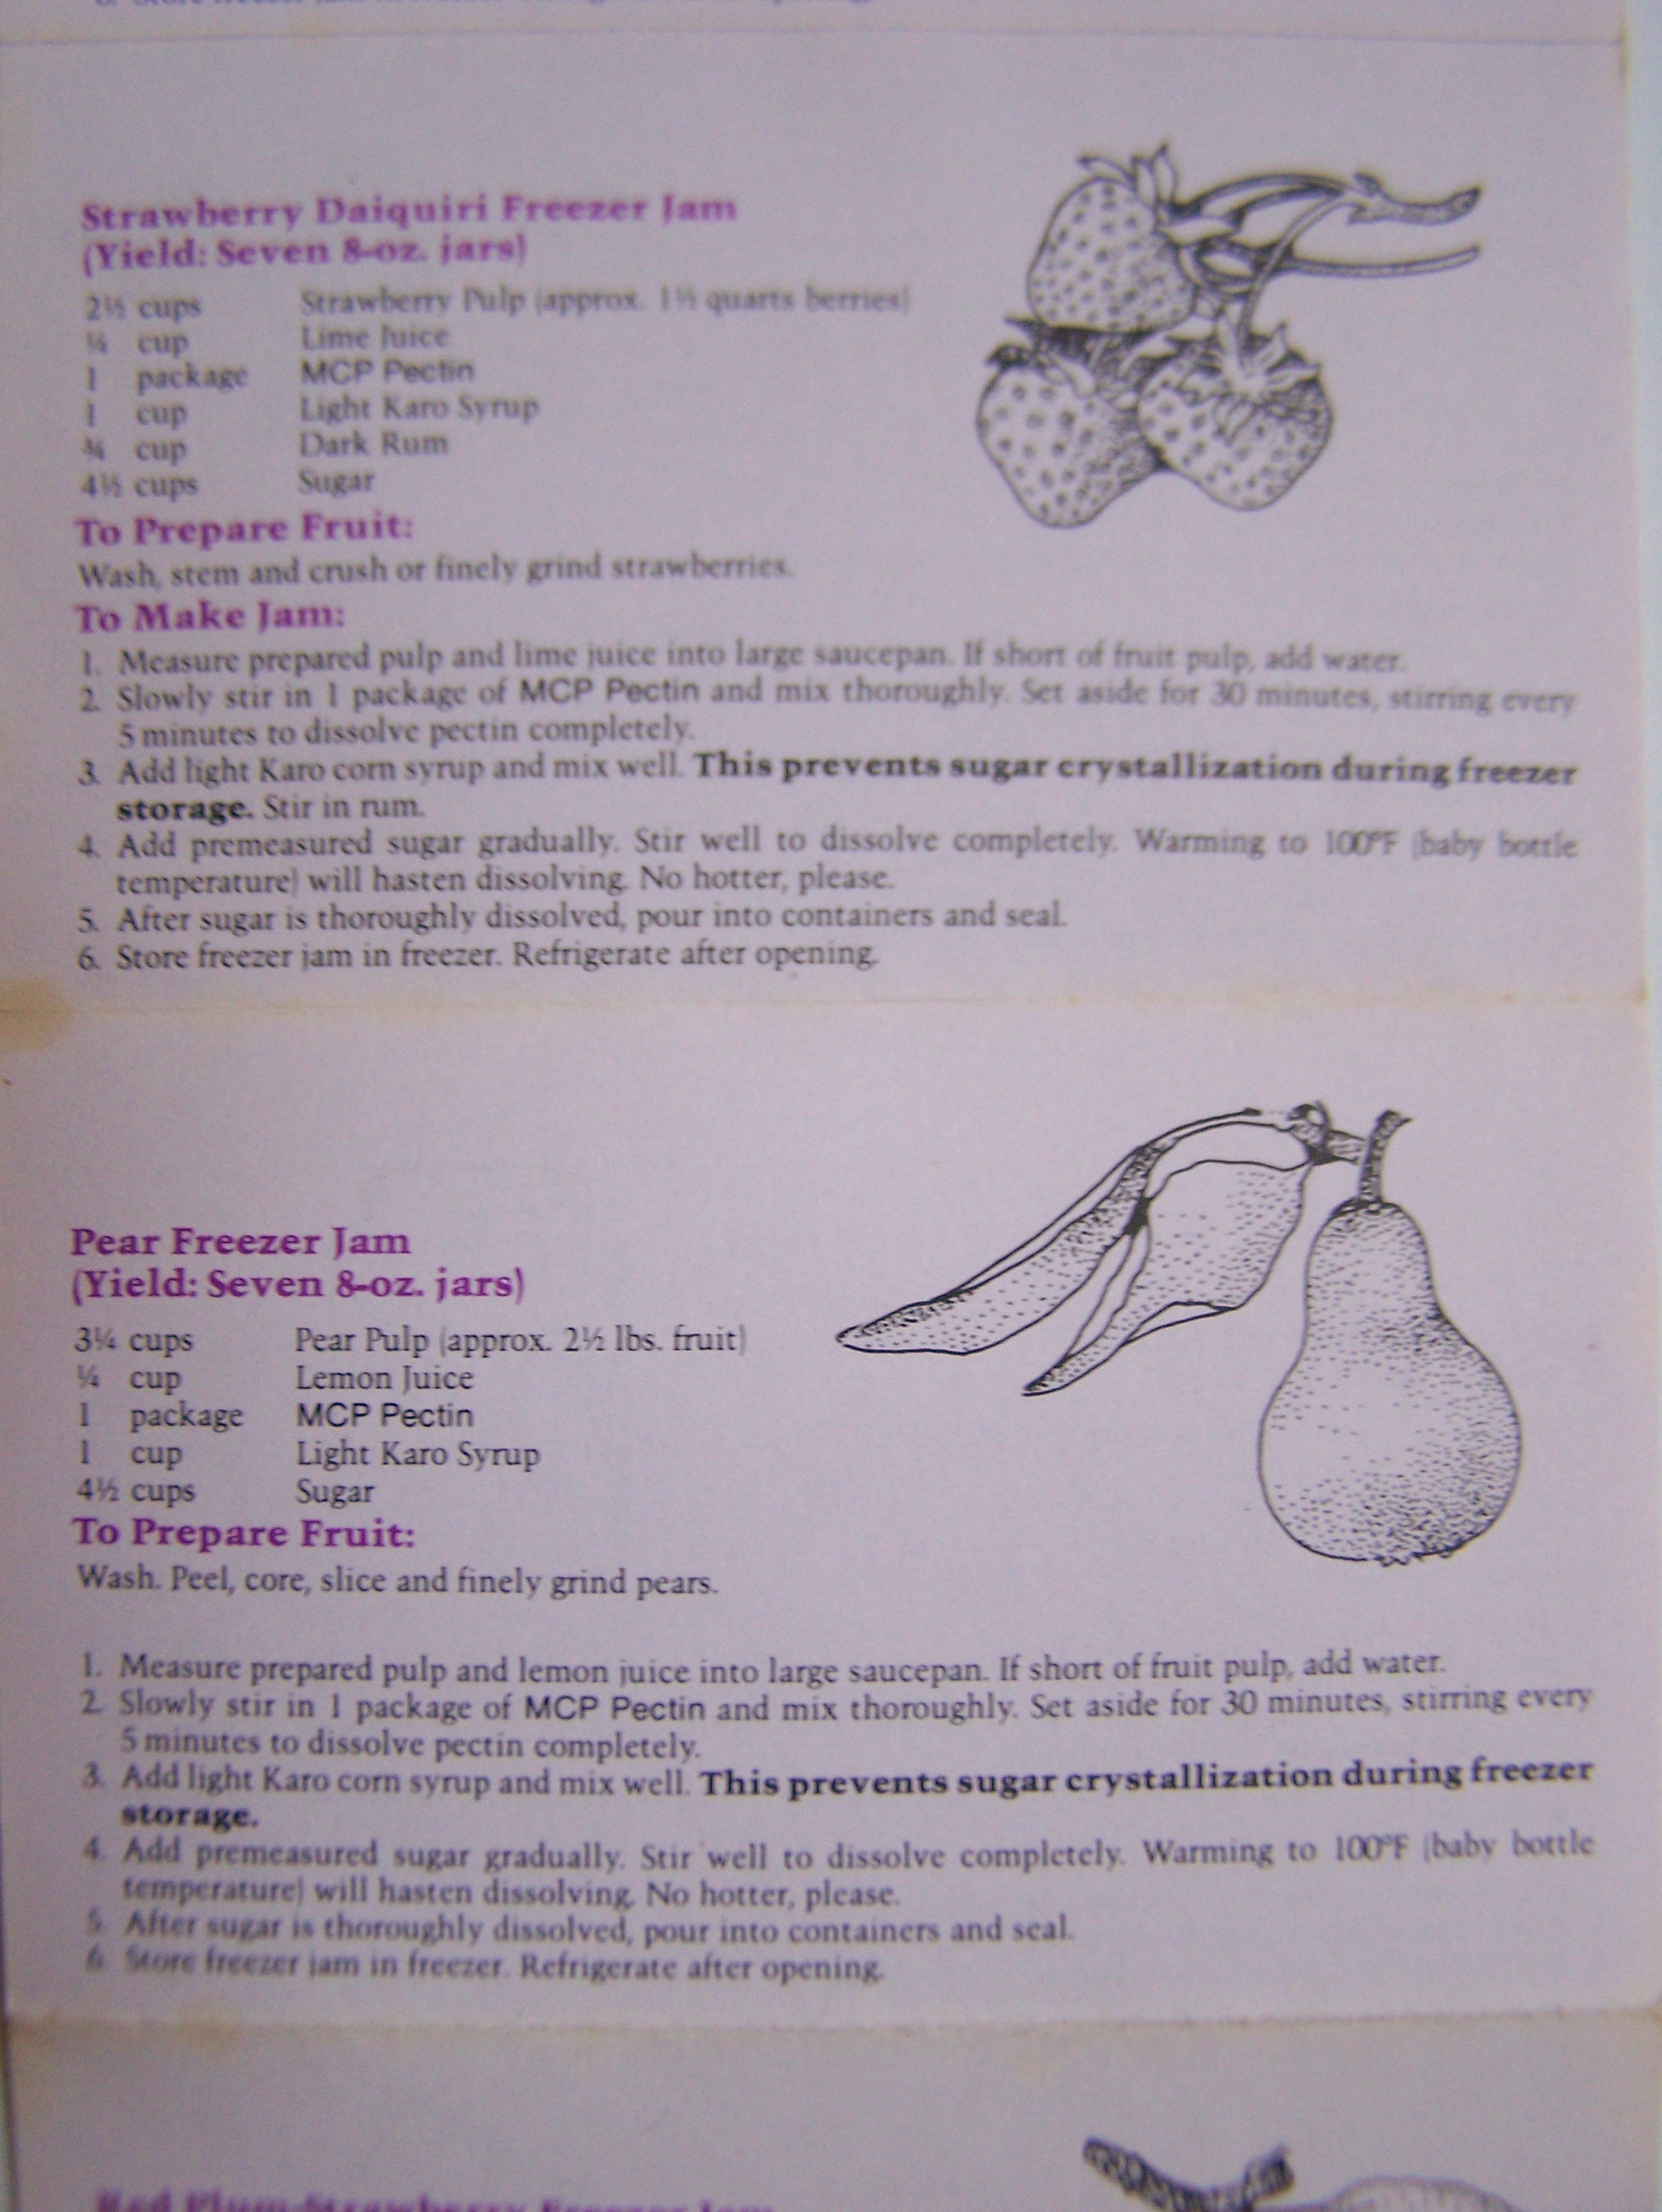 6. Store freezer jam in freezer. Refrigerate after opening.
Strawberry Daiquiri Freezer Jam
(Yield: Seven 8-oz. jars)
2½ cups Strawberry Pulp (approx. 1½ quarts berries)
¼ cup Lime Juice
1 package MCP Pectin
1 cup Light Karo Syrup
¾ cup Dark Rum
4½ cups Sugar
To Prepare Fruit:
Wash, stem and crush or finely grind strawberries.
To Make Jam:
1. Measure prepared pulp and lime juice into large saucepan. If short of fruit pulp, add water.
2. Slowly stir in 1 package of MCP Pectin and mix thoroughly. Set aside for 30 minutes, stirring every
5 minutes to dissolve pectin completely.
3. Add light Karo corn syrup and mix well. This prevents sugar crystallization during freezer
storage. Stir in rum.
4. Add premeasured sugar gradually. Stir well to dissolve completely. Warming to 100°F (baby bottle
temperature) will hasten dissolving. No hotter, please.
5. After sugar is thoroughly dissolved, pour into containers and seal.
6. Store freezer jam in freezer. Refrigerate after opening.
Pear Freezer Jam
(Yield: Seven 8-oz. jars)
3¼ cups Pear Pulp (approx. 2½ lbs. fruit)
¼ cup Lemon Juice
1 package MCP Pectin
1 cup Light Karo Syrup
4½ cups Sugar
To Prepare Fruit:
Wash. Peel, core, slice and finely grind pears.
1. Measure prepared pulp and lemon juice into large saucepan. If short of fruit pulp, add water.
2. Slowly stir in 1 package of MCP Pectin and mix thoroughly. Set aside for 30 minutes, stirring every
5 minutes to dissolve pectin completely.
3. Add light Karo corn syrup and mix well. This prevents sugar crystallization during freezer
storage.
4. Add premeasured sugar gradually. Stir well to dissolve completely. Warming to 100°F (baby bottle
temperature) will hasten dissolving. No hotter, please.
5. After sugar is thoroughly dissolved, pour into containers and seal.
6. Store freezer jam in freezer. Refrigerate after opening.
Red Plum-Strawberry Freezer Jam